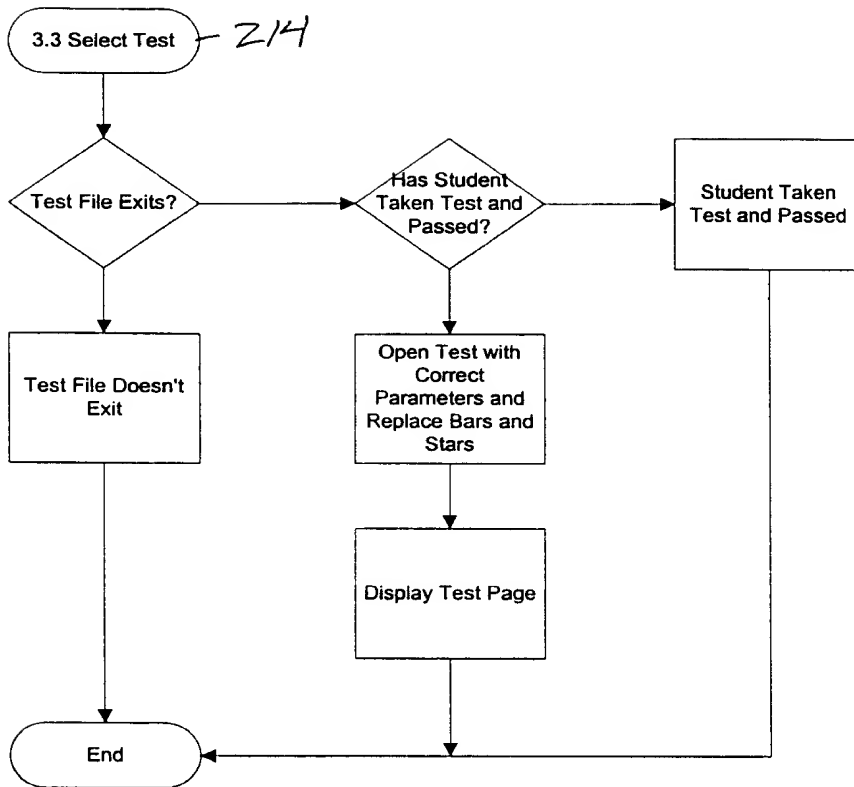 3.3 Select Test
214
Test File Exits?
Has Student
Taken Test and
Passed?
Student Taken
Test and Passed
Test File Doesn't
Exit
Open Test with
Correct
Parameters and
Replace Bars and
Stars
Display Test Page
End